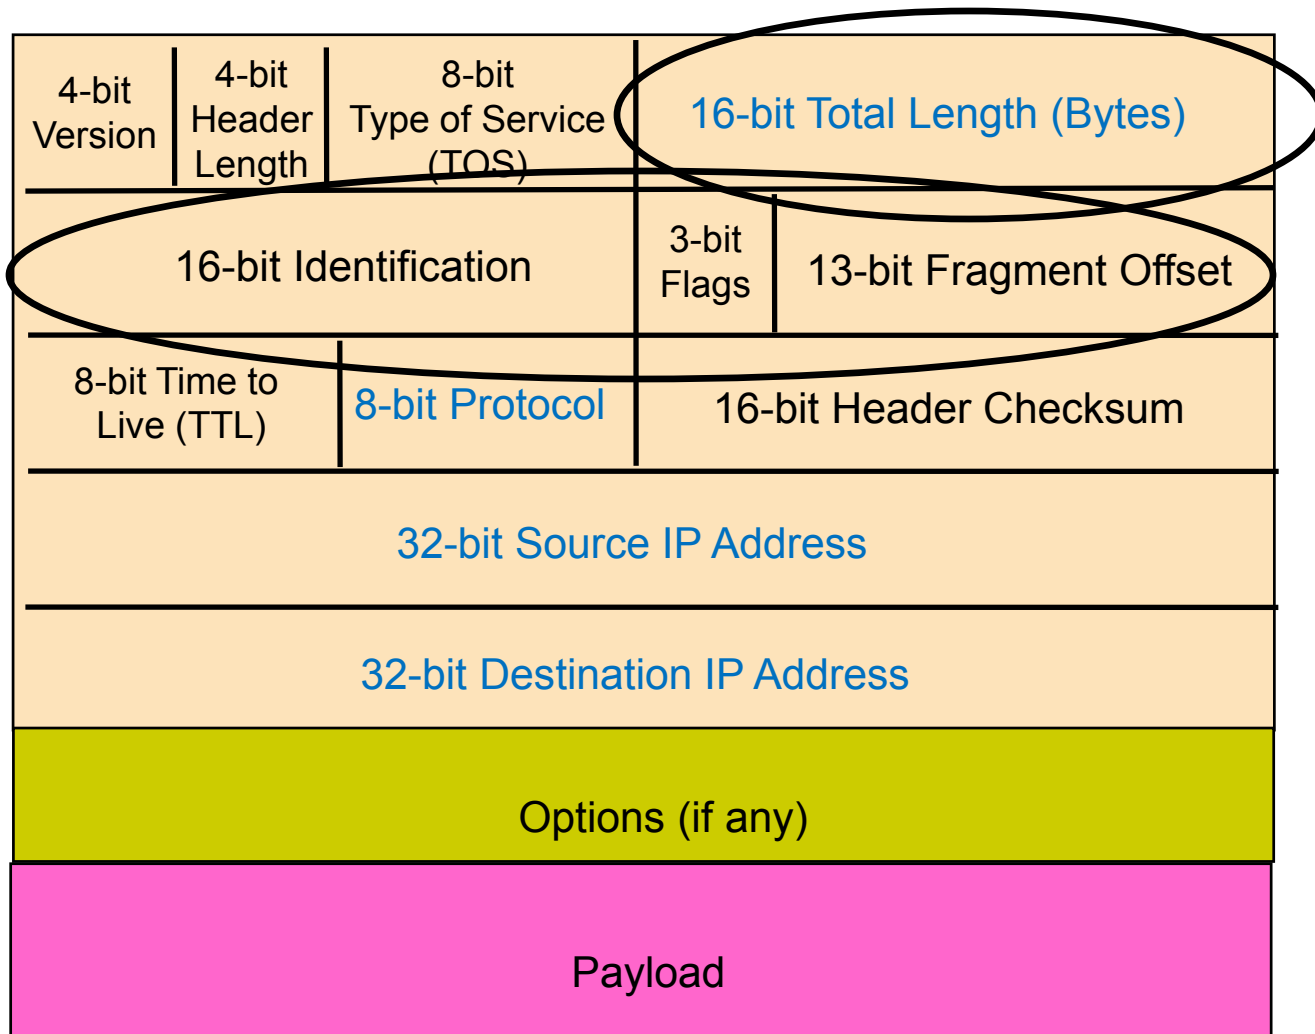 4-bit
Version
4-bit
Header
Length
8-bit
Type of Service
(TOS)
16-bit Total Length (Bytes)
16-bit Identification
3-bit
Flags
13-bit Fragment Offset
8-bit Time to
Live (TTL)
8-bit Protocol
16-bit Header Checksum
32-bit Source IP Address
32-bit Destination IP Address
Options (if any)
Payload